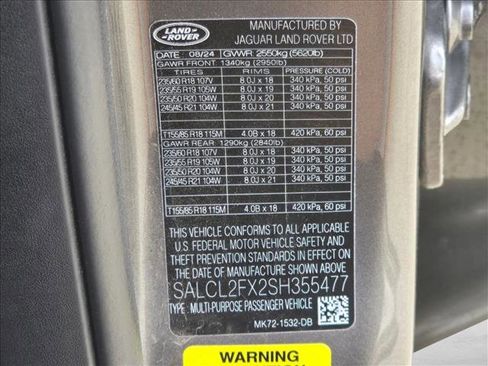 LAND ROVER
MANUFACTURED BY
JAGUAR LAND ROVER LTD
DATE 08/24 GVWR 2550kg (5620lb)
GAWR FRONT 1340kg (2950lb)
TIRES RIMS PRESSURE (COLD)
235/60 R18 107V 8.0J x 18 340 kPa, 50 psi
235/55 R19 105W 8.0J x 19 340 kPa, 50 psi
235/50 R20 104W 8.0J x 20 340 kPa, 50 psi
245/45 R21 104W 8.0J x 21 340 kPa, 50 psi
T155/85 R18 115M 4.0B x 18 420 kPa, 60 psi
GAWR REAR 1290kg (2840lb)
235/60 R18 107V 8.0J x 18 340 kPa, 50 psi
235/55 R19 105W 8.0J x 19 340 kPa, 50 psi
235/50 R20 104W 8.0J x 20 340 kPa, 50 psi
245/45 R21 104W 8.0J x 21 340 kPa, 50 psi
T155/85 R18 115M 4.0B x 18 420 kPa, 60 psi
THIS VEHICLE CONFORMS TO ALL APPLICABLE
U.S. FEDERAL MOTOR VEHICLE SAFETY AND
THEFT PREVENTION STANDARDS IN EFFECT ON
THE DATE OF MANUFACTURE SHOWN ABOVE.
SALCL2FX2SH355477
TYPE : MULTI-PURPOSE PASSENGER VEHICLE
MK72-1532-DB
WARNING